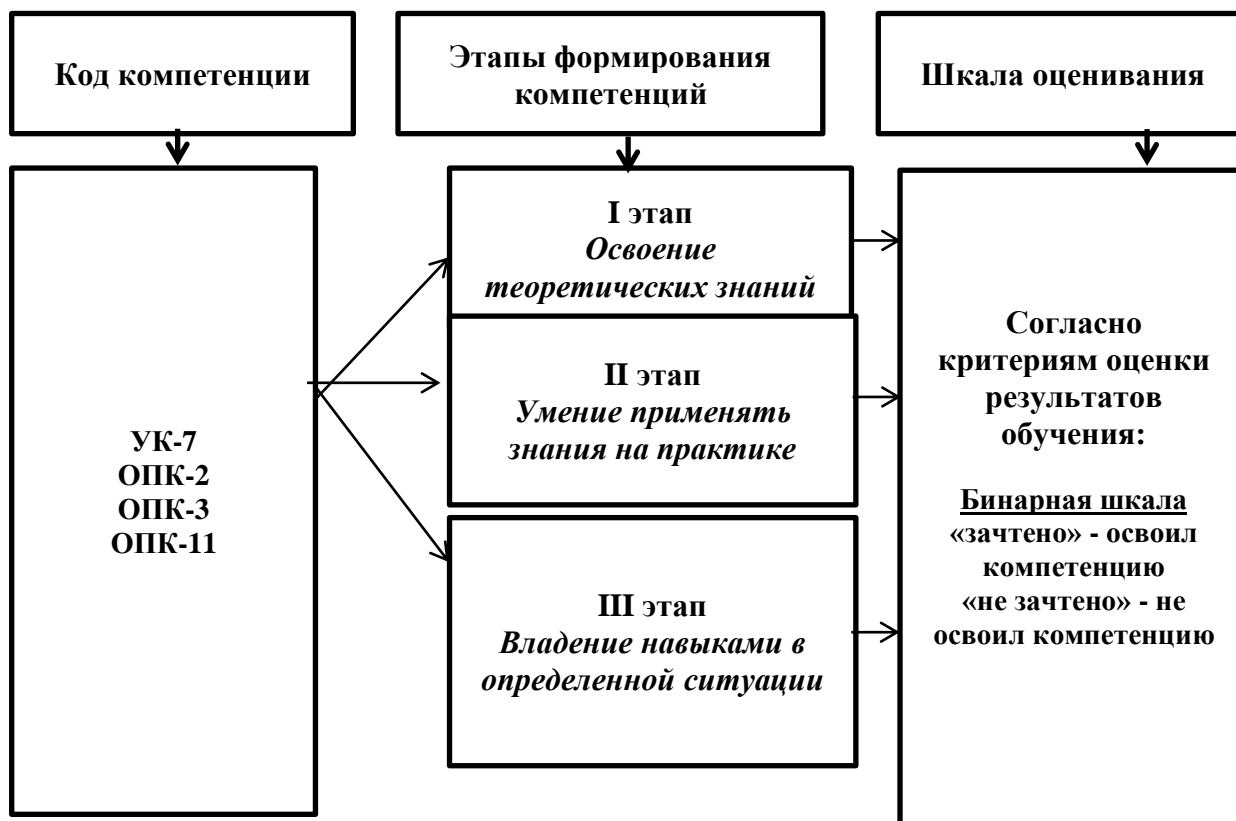 Код компетенции
Этапы формирования
компетенций
Шкала оценивания
УК-7
ОПК-2
ОПК-3
ОПК-11
I этап
Освоение
теоретических знаний
II этап
Умение применять
знания на практике
III этап
Владение навыками в
определенной ситуации
Согласно
критериям оценки
результатов
обучения:
Бинарная шкала
«зачтено» - освоил
компетенцию
«не зачтено» - не
освоил компетенцию